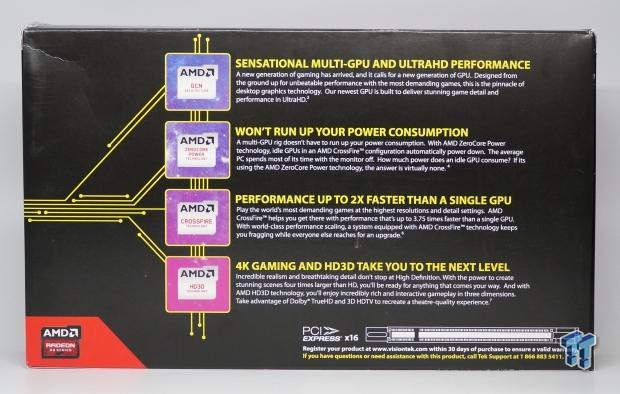 AMD
GCN
ARCHITECTURE
SENSATIONAL MULTI-GPU AND ULTRAHD PERFORMANCE
A new generation of gaming has arrived, and it calls for a new generation of GPU. Designed from
the ground up for unbeatable performance with the most demanding games, this is the pinnacle of
desktop graphics technology. Our newest GPU is built to deliver stunning game detail and
performance in UltraHD.²
AMD
ZEROCORE
POWER
TECHNOLOGY
WON'T RUN UP YOUR POWER CONSUMPTION
A multi-GPU rig doesn't have to run up your power consumption. With AMD ZeroCore Power
technology, idle GPUs in an AMD CrossFire™ configuration automatically power down. The average
PC spends most of its time with the monitor off. How much power does an idle GPU consume? If its
using the AMD ZeroCore Power technology, the answer is virtually none. ⁴
AMD
CROSSFIRE
TECHNOLOGY
PERFORMANCE UP TO 2X FASTER THAN A SINGLE GPU
Play the world's most demanding games at the highest resolutions and detail settings. AMD
CrossFire™ helps you get there with performance that's up to 3.75 times faster than a single GPU.
With world-class performance scaling, a system equipped with AMD CrossFire™ technology keeps
you fragging while everyone else reaches for an upgrade.⁶
AMD
HD3D
TECHNOLOGY
4K GAMING AND HD3D TAKE YOU TO THE NEXT LEVEL
Incredible realism and breathtaking detail don't stop at High Definition. With the power to create
stunning scenes four times larger than HD, you'll be ready for anything that comes your way. And with
AMD HD3D technology, you'll enjoy incredibly rich and interactive gameplay in three dimensions.
Take advantage of Dolby® TrueHD and 3D HDTV to recreate a theatre-quality experience.⁷
AMD
RADEON
GRAPHICS
PCI
EXPRESS® x16
Register your product at www.visiontek.com within 30 days of purchase to ensure a valid
If you have questions or need assistance with this product, call Tek Support at 1 866 883 5411.
TT